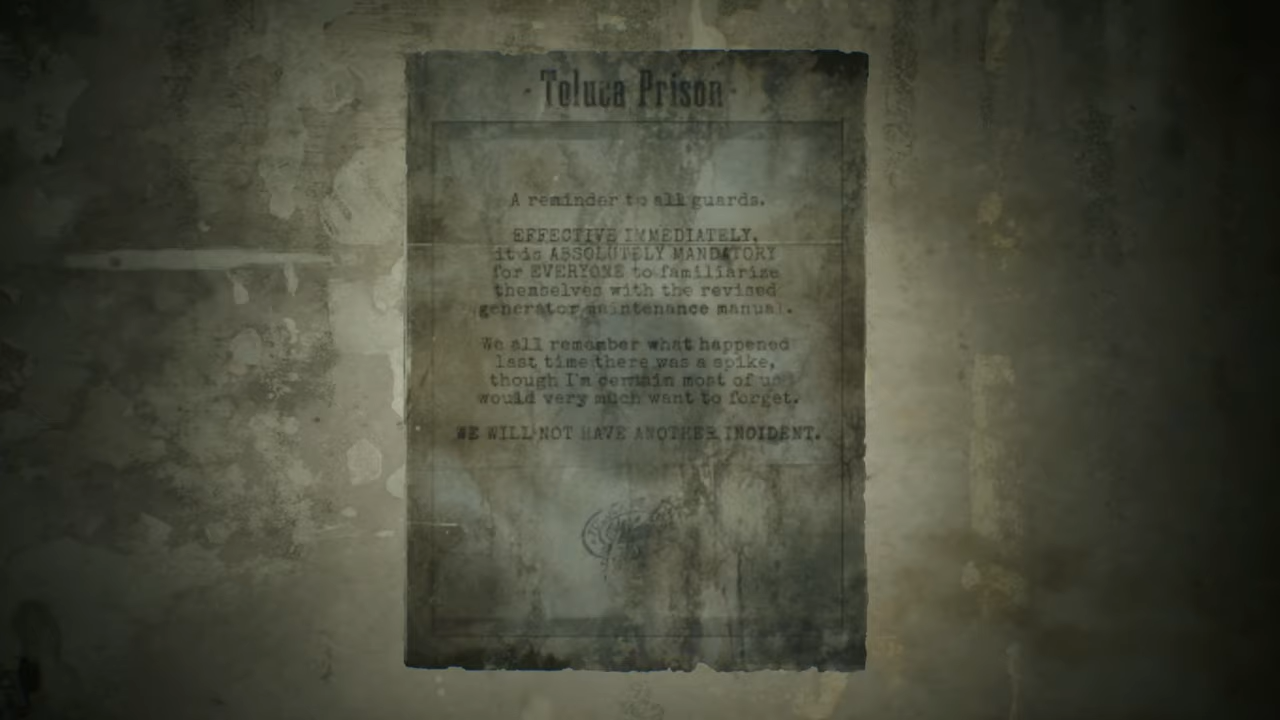 Toluca Prison
A reminder to all guards.
EFFECTIVE IMMEDIATELY,
it is ABSOLUTELY MANDATORY
for EVERYONE to familiarize
themselves with the revised
generator maintenance manual.
We all remember what happened
last time there was a spike,
though I'm certain most of us
would very much want to forget.
WE WILL NOT HAVE ANOTHER INCIDENT.